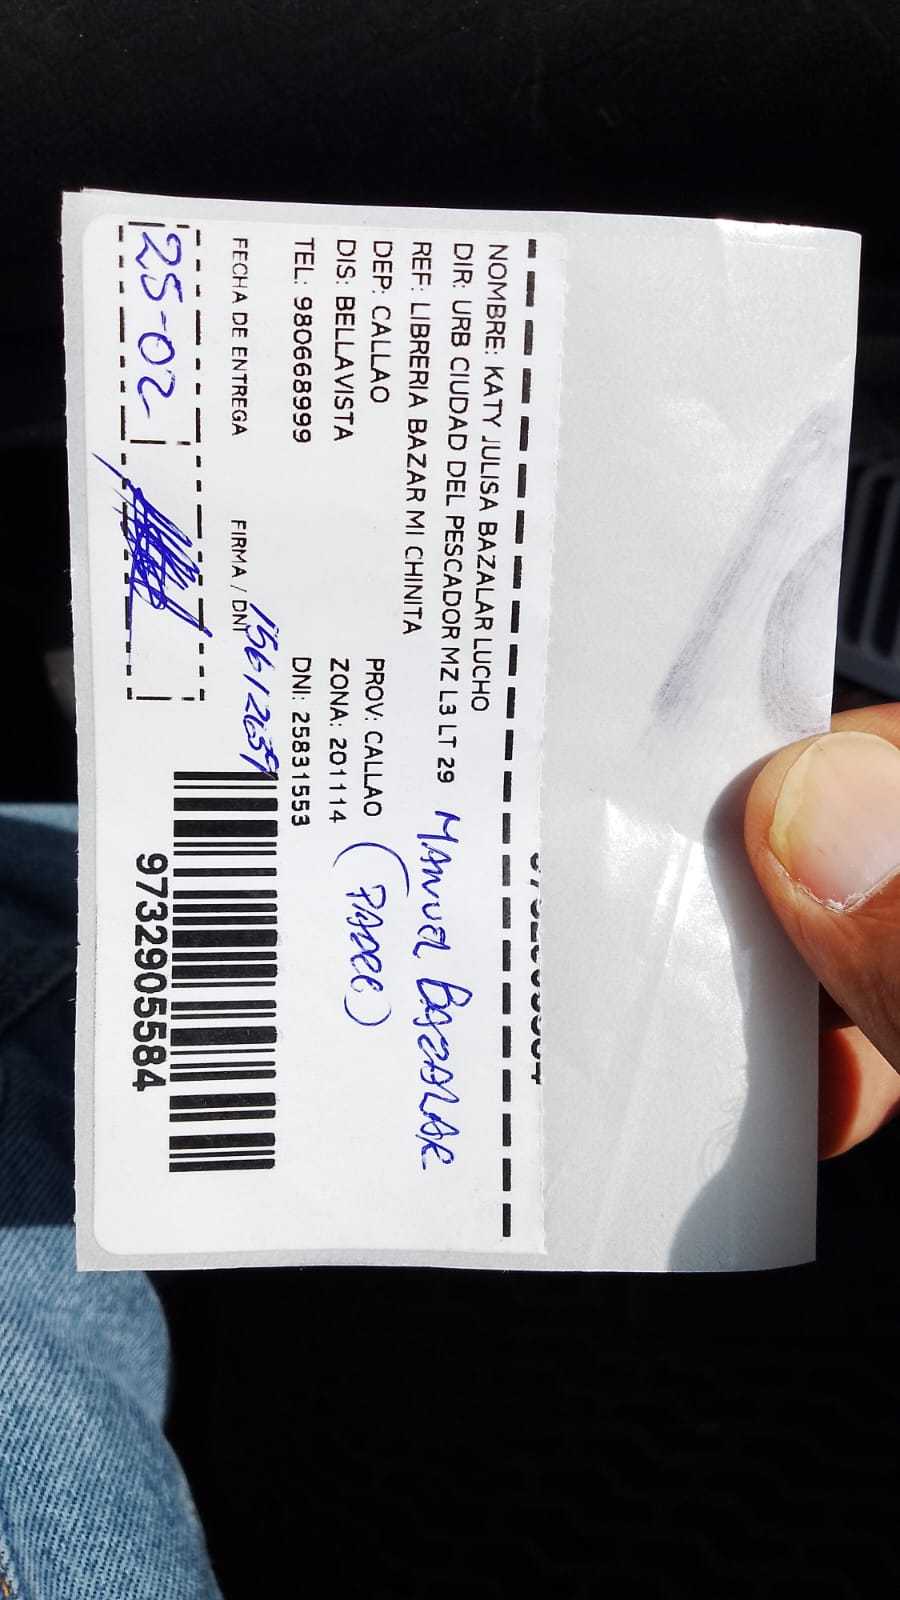 NOMBRE: KATY JULISA BAZALAR LUCHO
DIR: URB CIUDAD DEL PESCADOR MZ L3 LT 29
REF: LIBRERIA BAZAR MI CHINITA
MANUEL BAZALAR
DEP: CALLAO PROV: CALLAO
(PADRE)
DIS: BELLAVISTA ZONA: 201114
TEL: 980668999 DNI: 25831553
15612639
FECHA DE ENTREGA FIRMA / DNI
25-02
9732905584